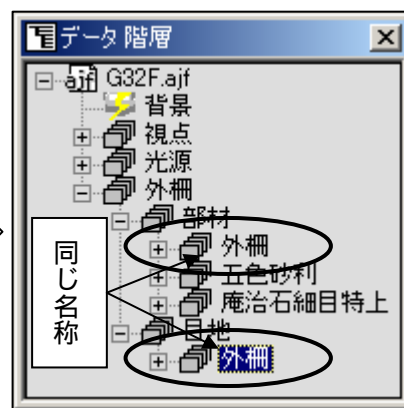 データ階層
G32F.ajf
背景
視点
光源
外柵
部材
外柵
五色砂利
庵治石細目特上
目地
外柵
同じ名称